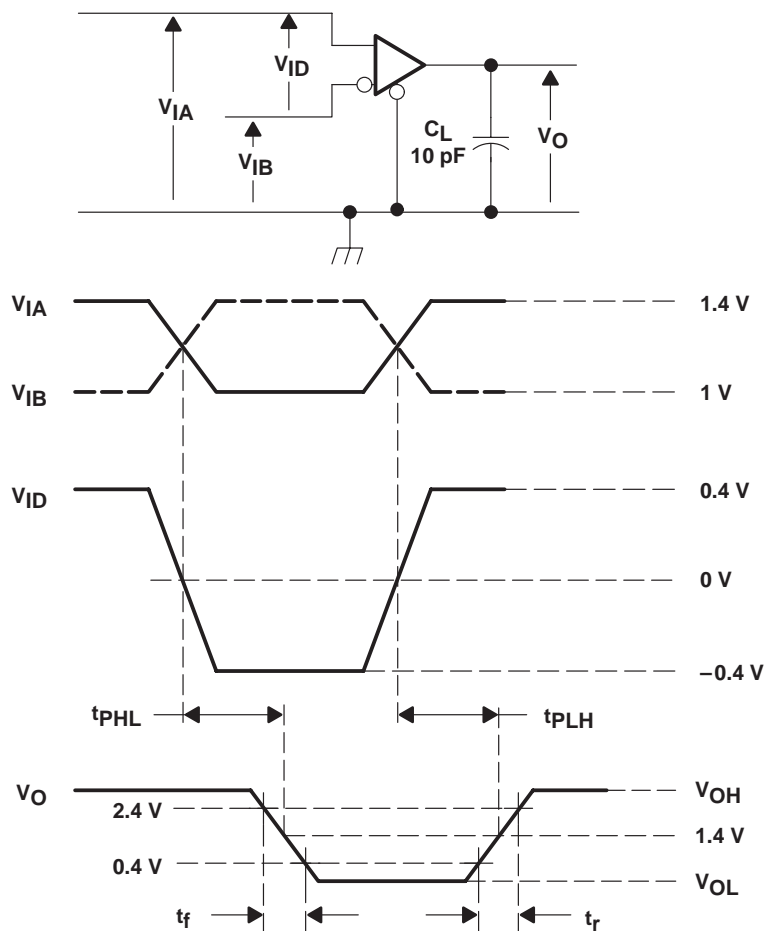 VID
VIA
VIB
CL
10 pF
VO
VIA
1.4 V
VIB
1 V
VID
0.4 V
0 V
−0.4 V
tPHL
tPLH
VO
VOH
2.4 V
1.4 V
0.4 V
VOL
tf
tr